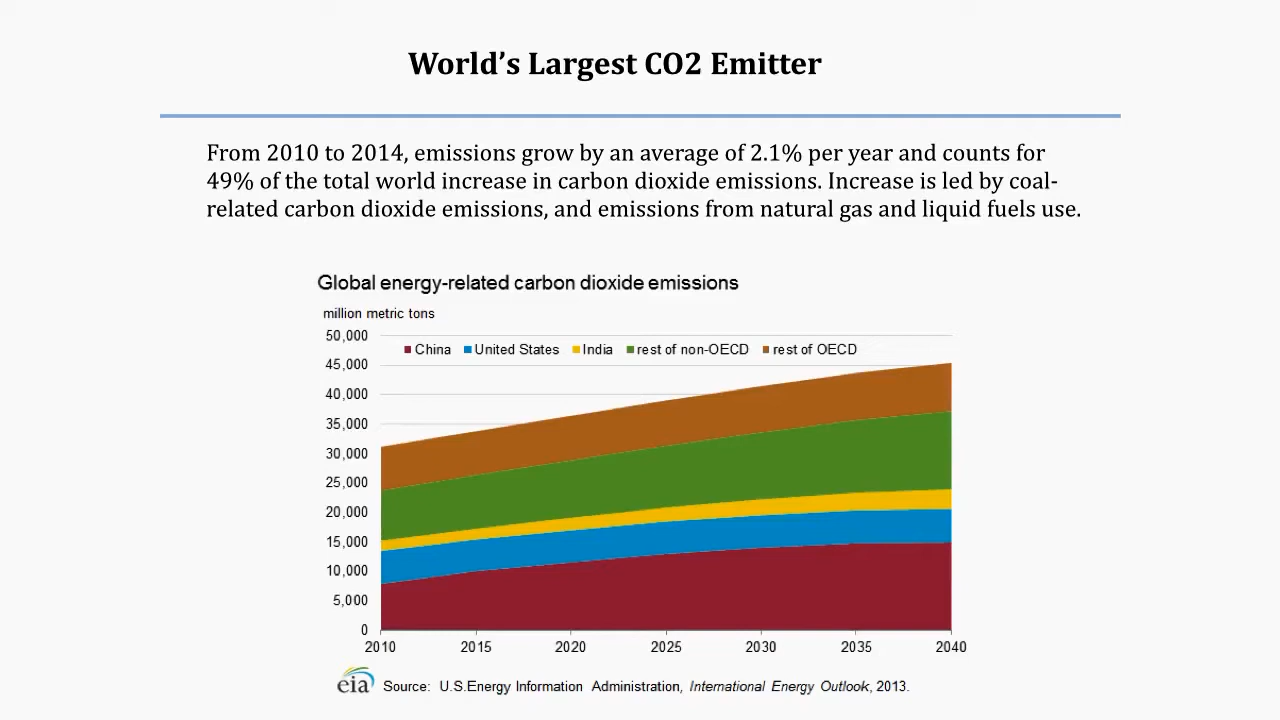 World’s Largest CO2 Emitter
From 2010 to 2014, emissions grow by an average of 2.1% per year and counts for
49% of the total world increase in carbon dioxide emissions. Increase is led by coal-
related carbon dioxide emissions, and emissions from natural gas and liquid fuels use.
Global energy-related carbon dioxide emissions
million metric tons
50,000
China United States India rest of non-OECD rest of OECD
45,000
40,000
35,000
30,000
25,000
20,000
15,000
10,000
5,000
0
2010 2015 2020 2025 2030 2035 2040
eia Source: U.S.Energy Information Administration, International Energy Outlook, 2013.